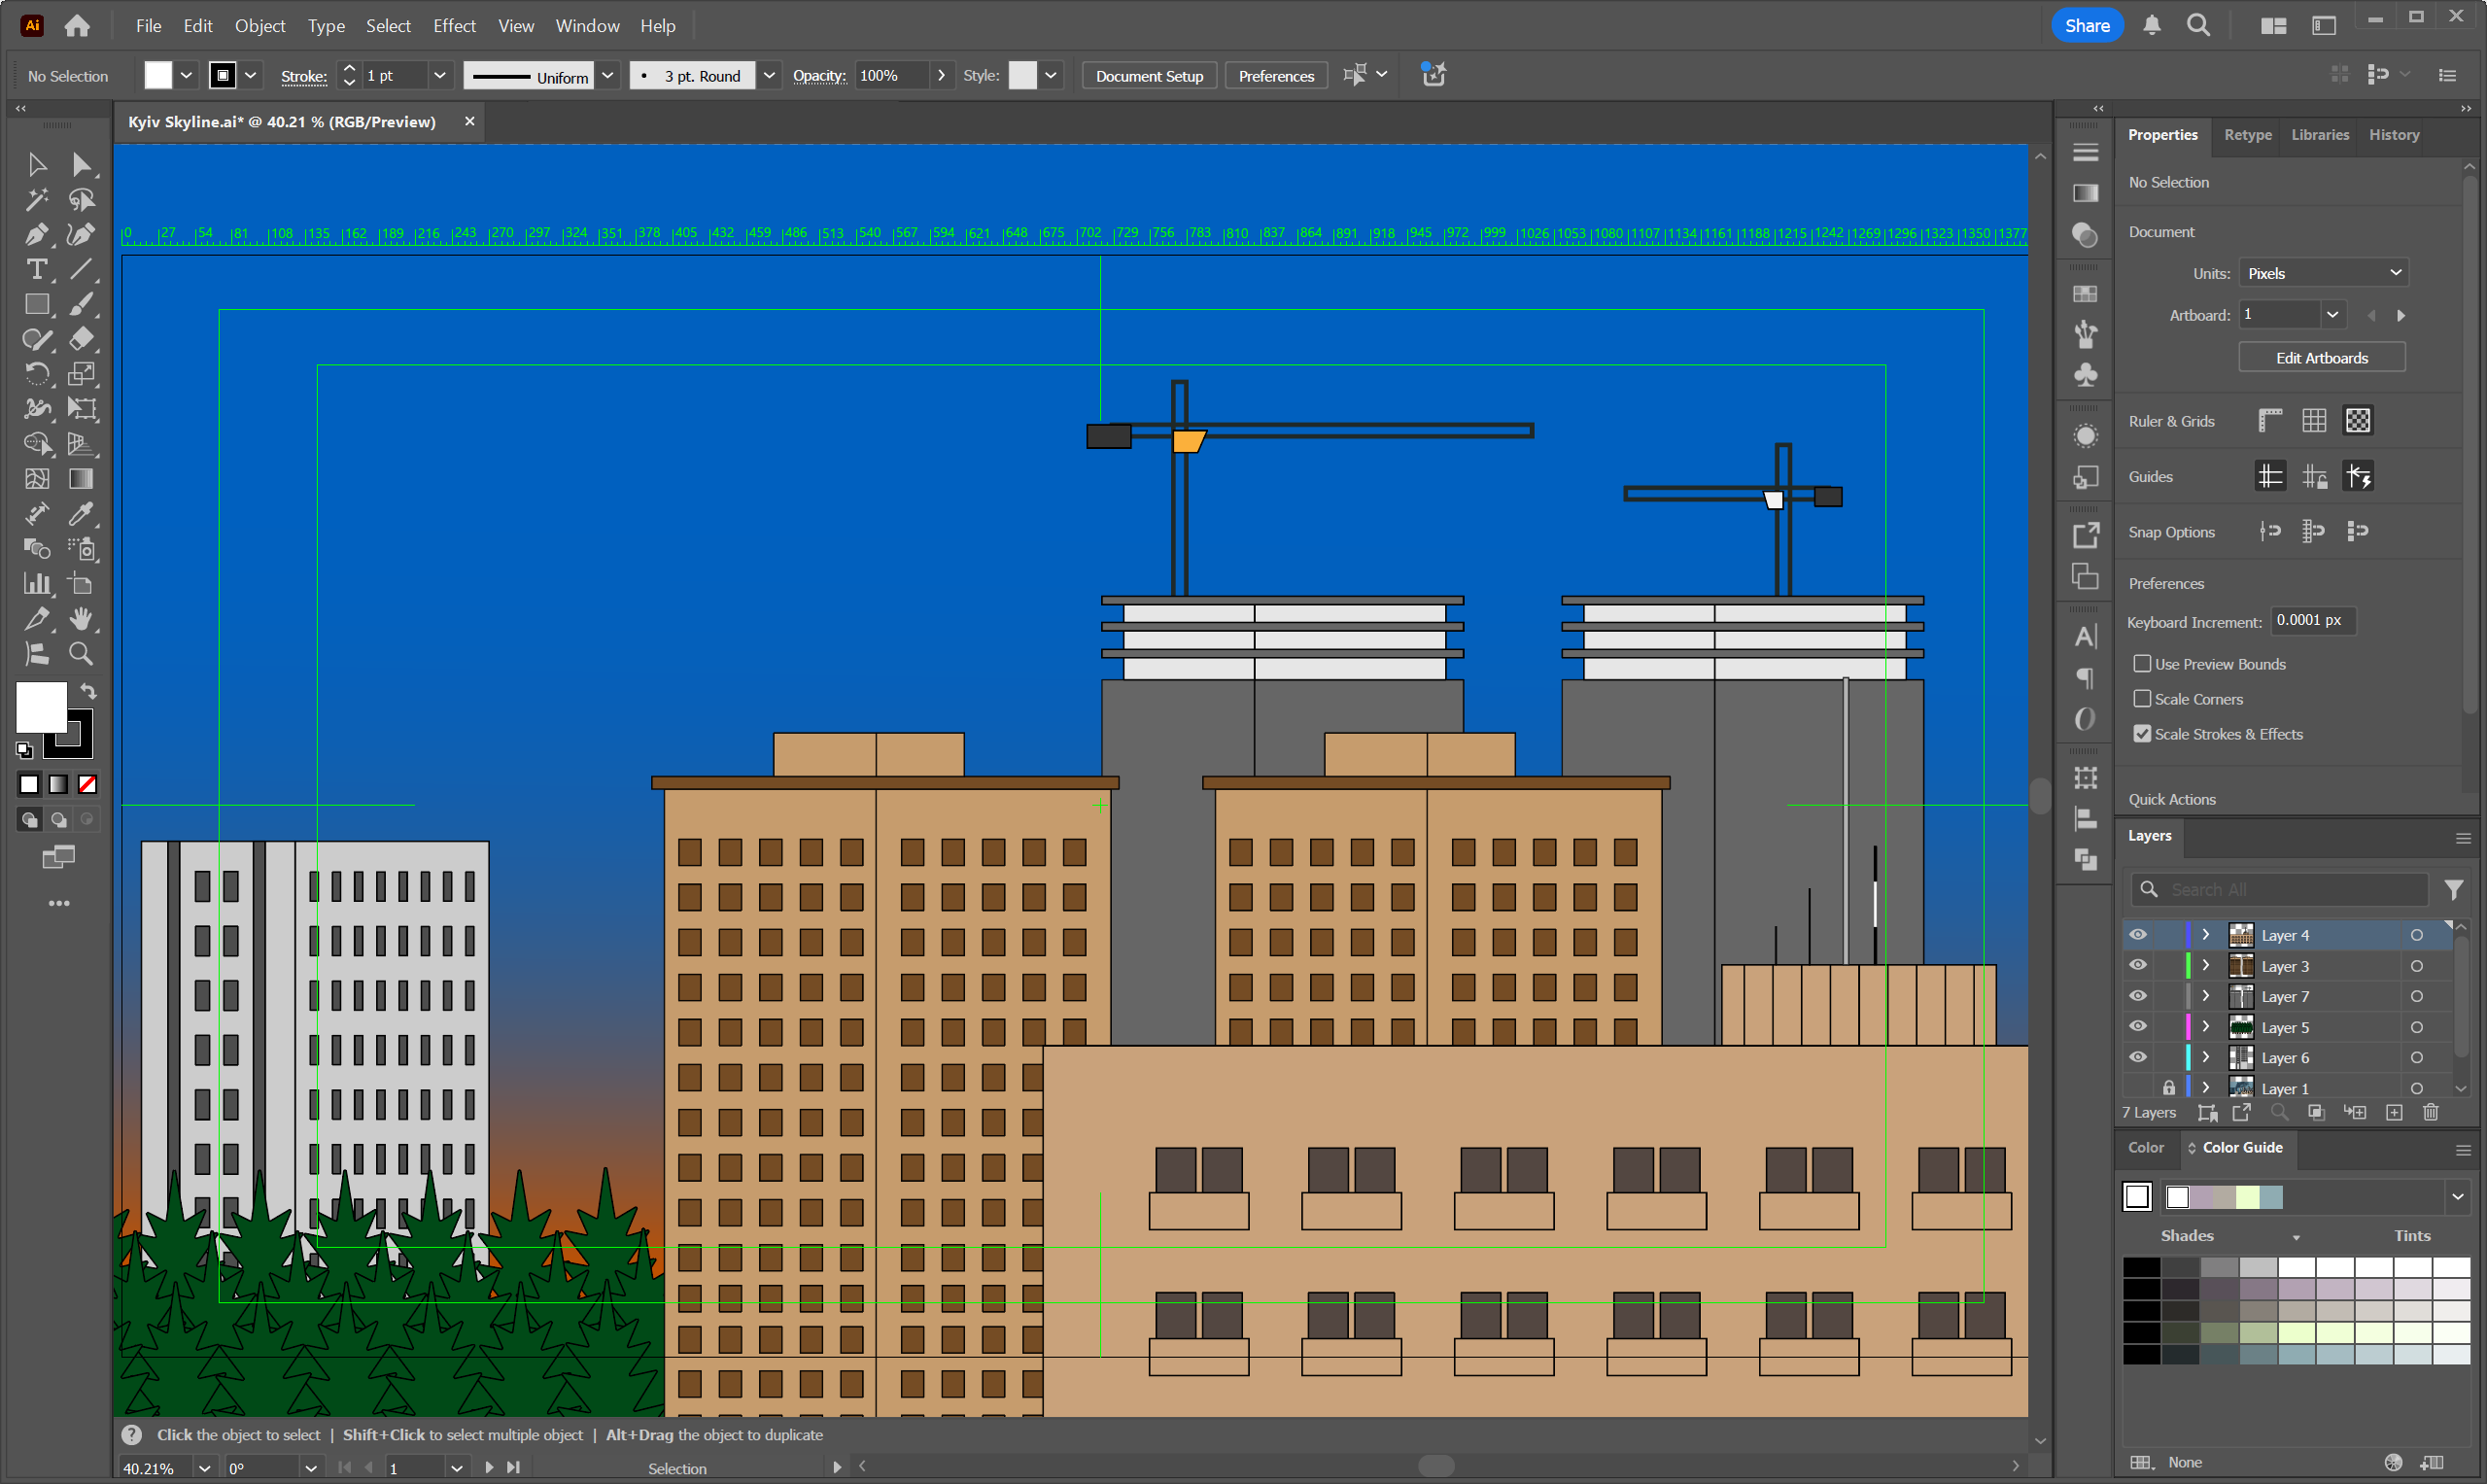 Ai File Edit Object Type Select Effect View Window Help Share
No Selection Stroke: 1 pt Uniform 3 pt. Round Opacity: 100% Style: Document Setup Preferences
Kyiv Skyline.ai* @ 40.21 % (RGB/Preview)
0 27 54 81 108 135 162 189 216 243 270 297 324 351 378 405 432 459 486 513 540 567 594 621 648 675 702 729 756 783 810 837 864 891 918 945 972 999 1026 1053 1080 1107 1134 1161 1188 1215 1242 1269 1296 1323 1350 1377
Properties Retype Libraries History
No Selection
Document
Units: Pixels
Artboard: 1
Edit Artboards
Ruler & Grids
Guides
Snap Options
Preferences
Keyboard Increment: 0.0001 px
Use Preview Bounds
Scale Corners
Scale Strokes & Effects
Quick Actions
Layers
Search All
Layer 4
Layer 3
Layer 7
Layer 5
Layer 6
Layer 1
7 Layers
Color Color Guide
Shades Tints
None
Click the object to select | Shift+Click to select multiple object | Alt+Drag the object to duplicate
40.21% 0° 1 Selection